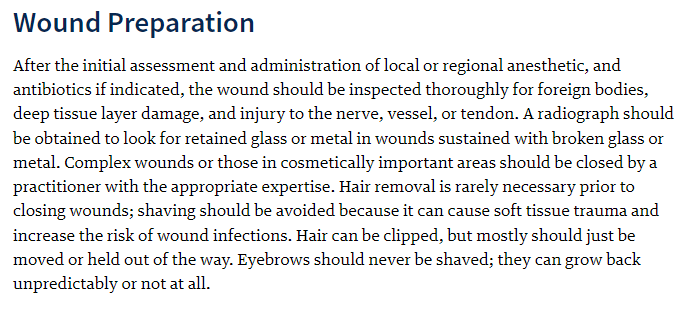 Wound Preparation
After the initial assessment and administration of local or regional anesthetic, and
antibiotics if indicated, the wound should be inspected thoroughly for foreign bodies,
deep tissue layer damage, and injury to the nerve, vessel, or tendon. A radiograph should
be obtained to look for retained glass or metal in wounds sustained with broken glass or
metal. Complex wounds or those in cosmetically important areas should be closed by a
practitioner with the appropriate expertise. Hair removal is rarely necessary prior to
closing wounds; shaving should be avoided because it can cause soft tissue trauma and
increase the risk of wound infections. Hair can be clipped, but mostly should just be
moved or held out of the way. Eyebrows should never be shaved; they can grow back
unpredictably or not at all.